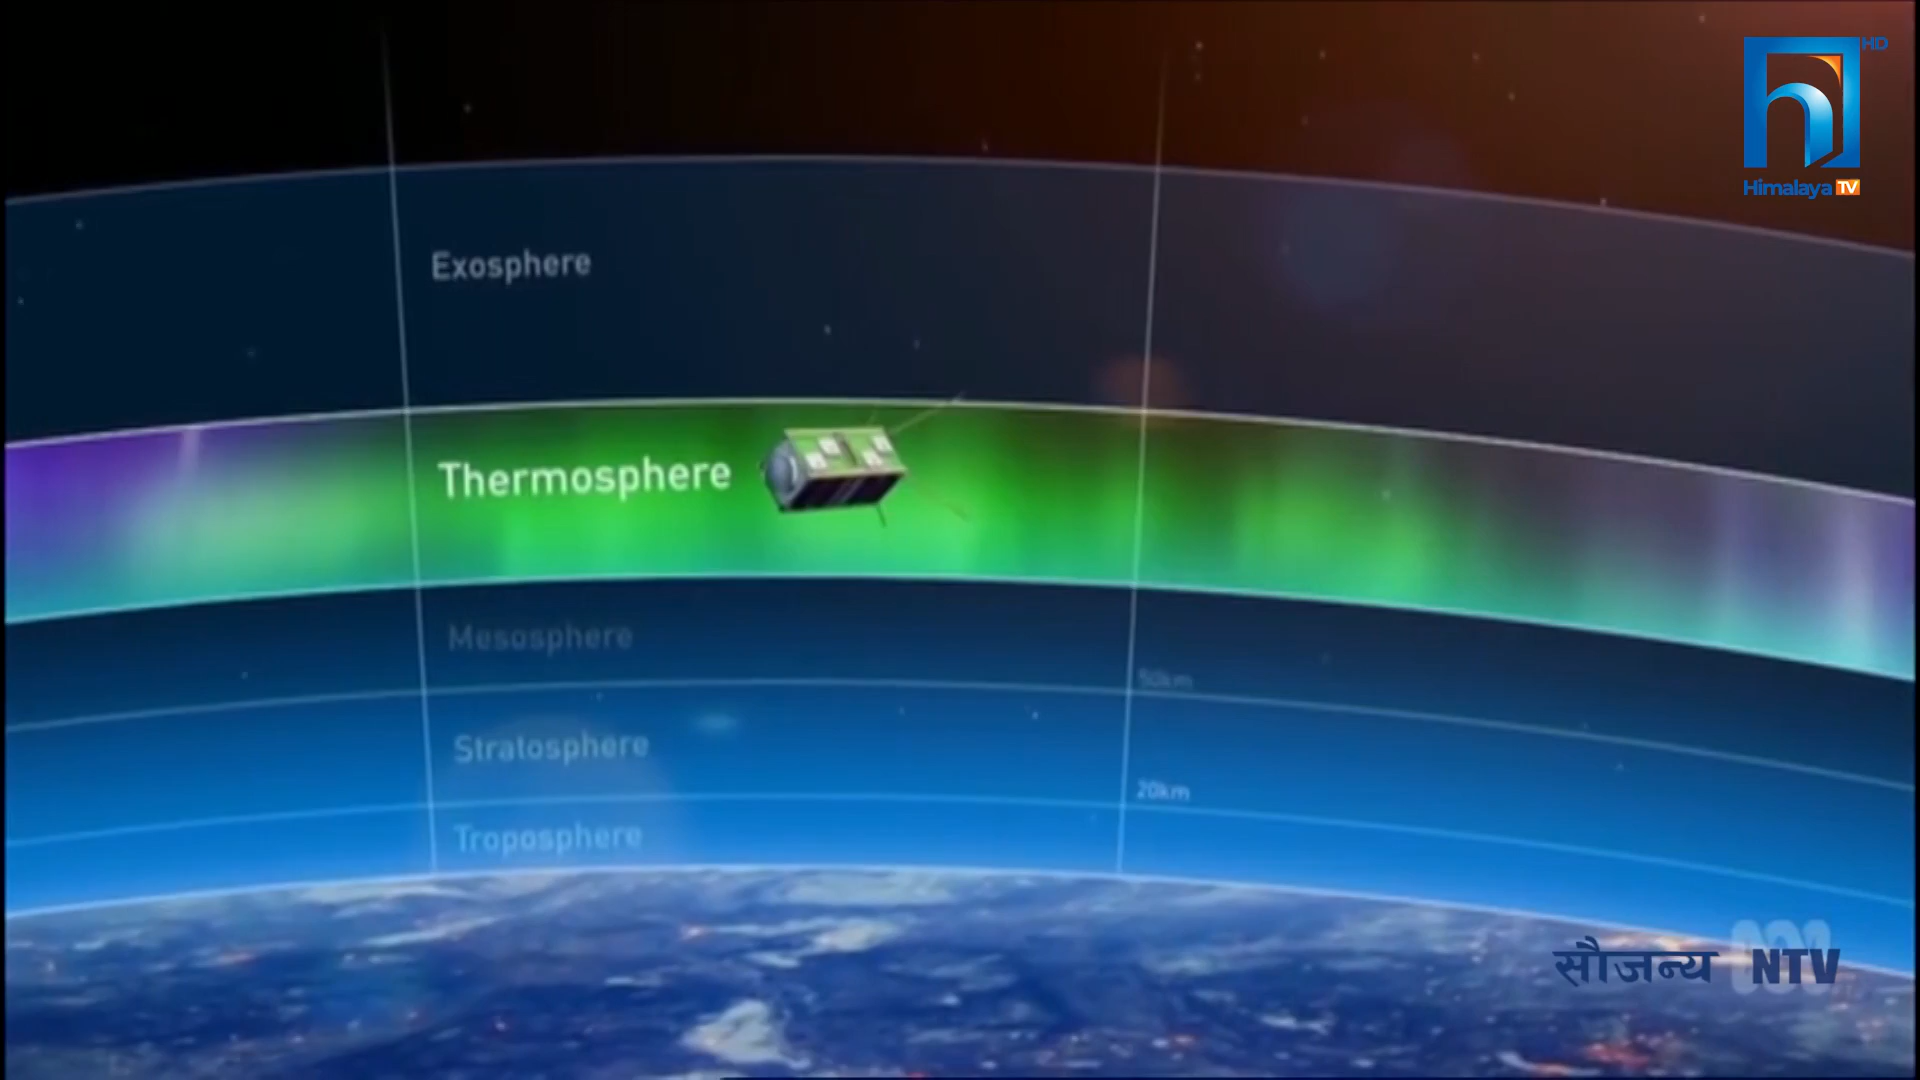 HD
Himalaya TV
Exosphere
Thermosphere
Mesosphere
50km
Stratosphere
20km
Troposphere
सौजन्य NTV